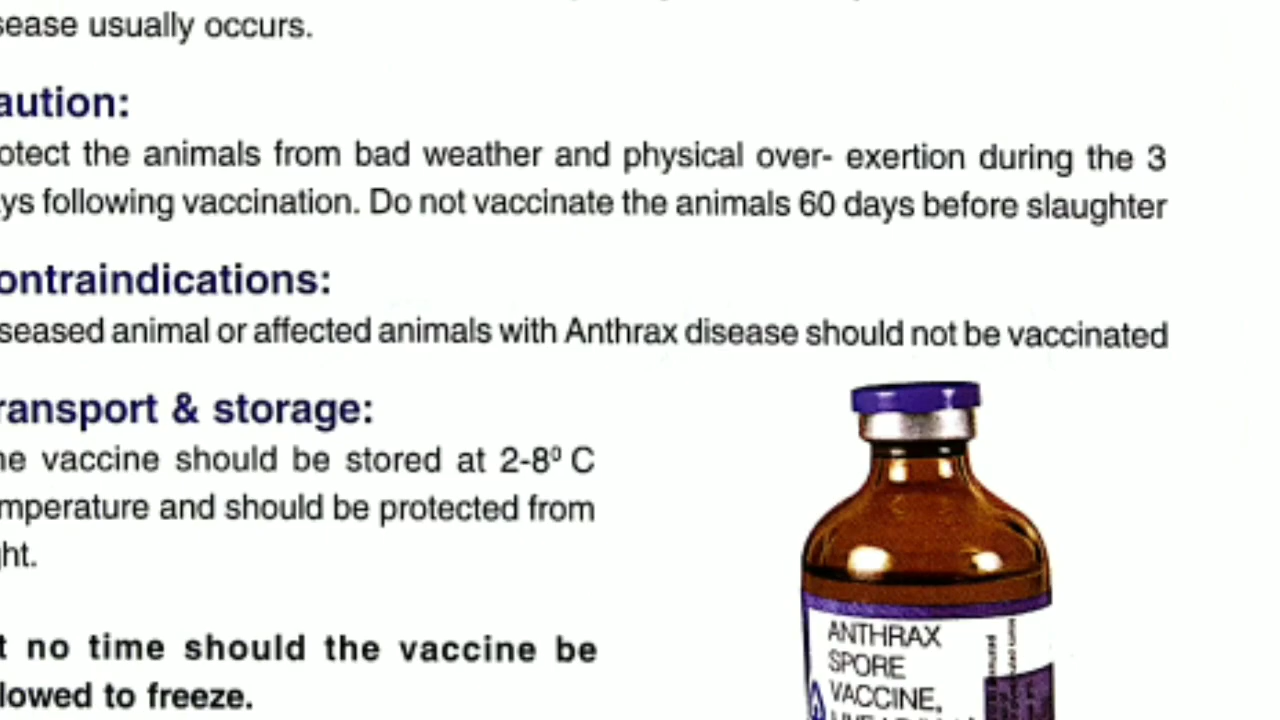 sease usually occurs.
aution:
otect the animals from bad weather and physical over- exertion during the 3
ys following vaccination. Do not vaccinate the animals 60 days before slaughter
ontraindications:
seased animal or affected animals with Anthrax disease should not be vaccinated
ransport & storage:
he vaccine should be stored at 2-8⁰ C
mperature and should be protected from
ght.
t no time should the vaccine be
lowed to freeze.
ANTHRAX
SPORE
VACCINE,